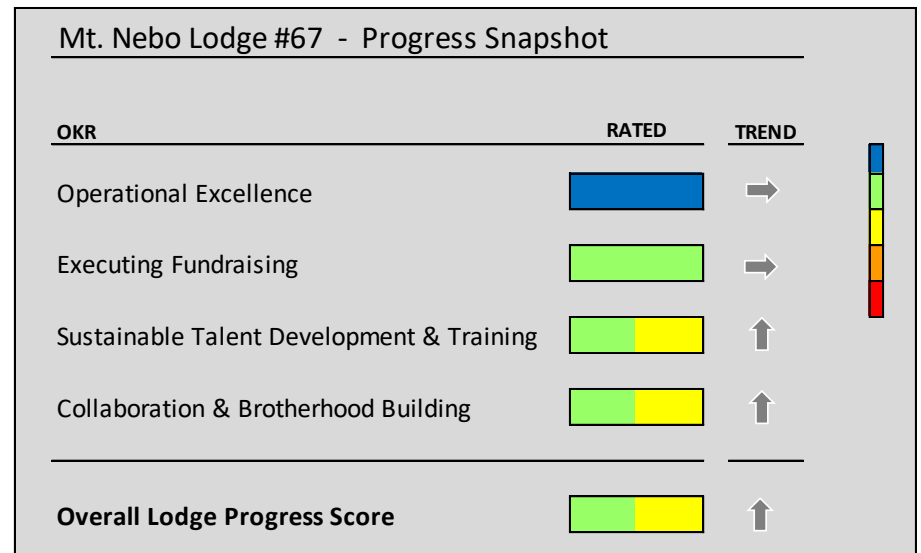 Mt. Nebo Lodge #67 - Progress Snapshot
OKR RATED TREND
Operational Excellence
Executing Fundraising
Sustainable Talent Development & Training
Collaboration & Brotherhood Building
Overall Lodge Progress Score